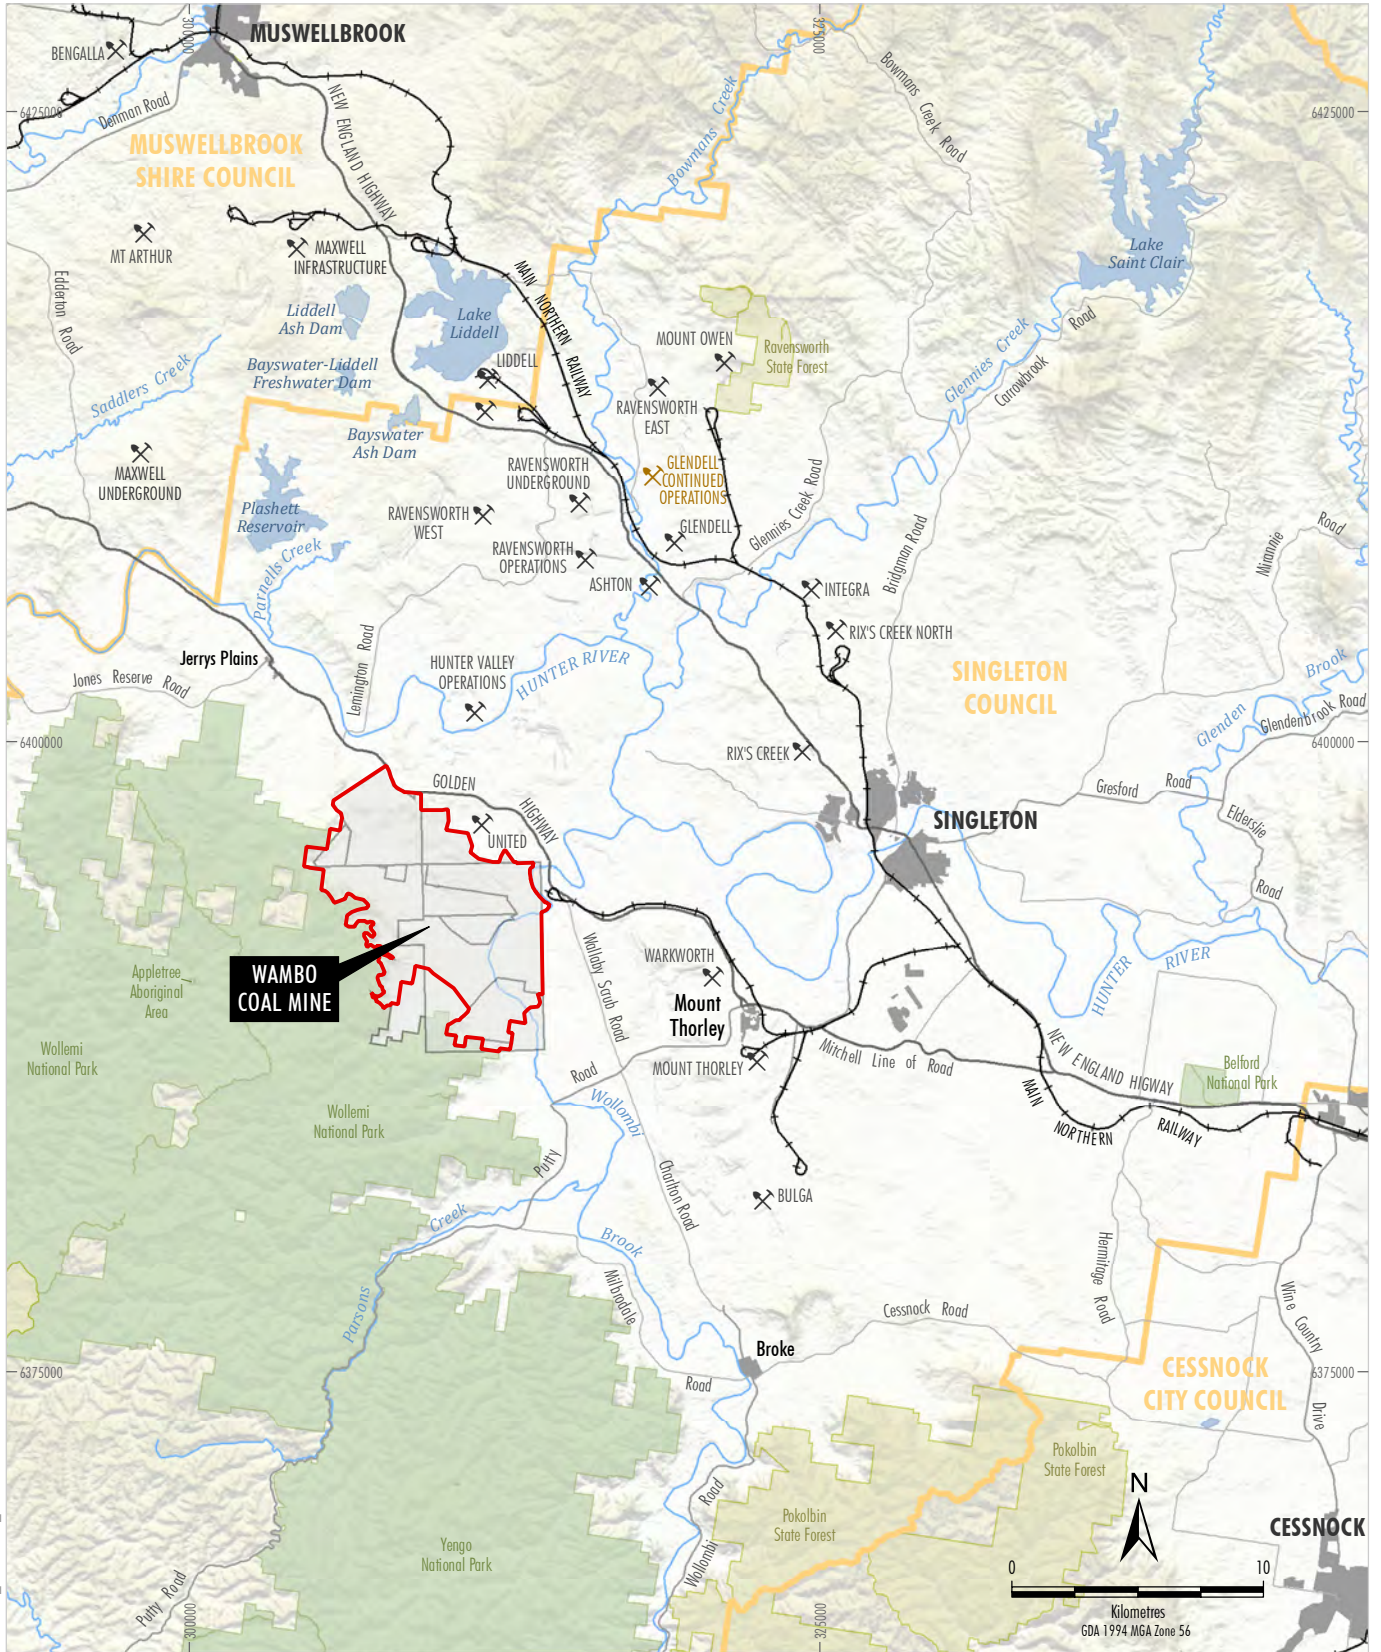 MUSWELLBROOK
BENGALLA
300000
325000
6425000
6425000
Denman Road
NEW ENGLAND HIGHWAY
MUSWELLBROOK
SHIRE COUNCIL
Bowmans Creek
Bowmans Creek Road
MT ARTHUR
MAXWELL
INFRASTRUCTURE
Lake
Saint Clair
Edderton Road
MAIN NORTHERN RAILWAY
Liddell
Ash Dam
Lake
Liddell
Ravensworth
State Forest
MOUNT OWEN
LIDDELL
Glennies Creek
Carrowbrook Road
Saddlers Creek
Bayswater-Liddell
Freshwater Dam
RAVENSWORTH
EAST
Bayswater
Ash Dam
MAXWELL
UNDERGROUND
RAVENSWORTH
UNDERGROUND
GLENDELL
CONTINUED
OPERATIONS
Glennies Creek Road
Plashett
Reservoir
RAVENSWORTH
WEST
GLENDELL
Mirannie Road
Parnells Creek
RAVENSWORTH
OPERATIONS
ASHTON
INTEGRA
Bridgman Road
RIX'S CREEK NORTH
Jerrys Plains
Jones Reserve Road
Lemington Road
HUNTER VALLEY
OPERATIONS
HUNTER RIVER
SINGLETON
COUNCIL
Glenden Brook
Glendenbrook Road
6400000
6400000
RIX'S CREEK
GOLDEN HIGHWAY
Gresford Road
Elderslie Road
UNITED
SINGLETON
WAMBO
COAL MINE
Wallaby Scrub Road
WARKWORTH
Mount
Thorley
HUNTER RIVER
Appletree
Aboriginal
Area
Wollemi
National Park
MOUNT THORLEY
Mitchell Line of Road
NEW ENGLAND HIGWAY
Belford
National Park
MAIN NORTHERN RAILWAY
Wollemi
National Park
Putty Road
Wollombi Brook
Charlton Road
BULGA
Parsons Creek
Milbrodale Road
Hermitage Road
Wine Country Drive
Cessnock Road
Broke
6375000
6375000
CESSNOCK
CITY COUNCIL
Pokolbin
State Forest
Pokolbin
State Forest
Yengo
National Park
Wollombi Road
Putty Road
CESSNOCK
N
0 10
Kilometres
GDA 1994 MGA Zone 56
300000
325000